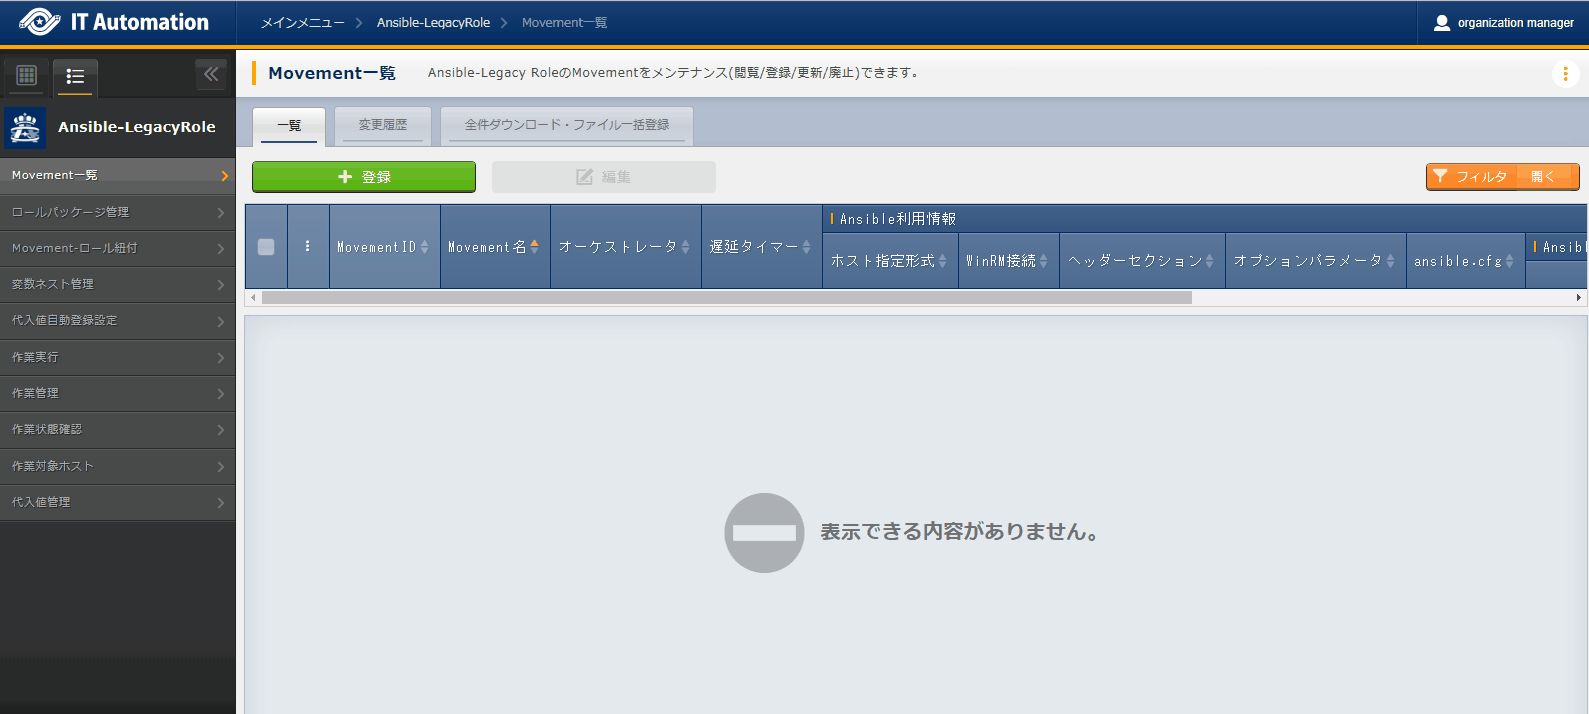 IT Automation
メインメニュー > Ansible-LegacyRole > Movement一覧
organization manager
Ansible-LegacyRole
Movement一覧
ロールパッケージ管理
Movement-ロール紐付
変数ネスト管理
代入値自動登録設定
作業実行
作業管理
作業状態確認
作業対象ホスト
代入値管理
Movement一覧 Ansible-Legacy RoleのMovementをメンテナンス(閲覧/登録/更新/廃止)できます。
一覧 変更履歴 全件ダウンロード・ファイル一括登録
登録 編集 フィルタ 開く
MovementID Movement名 オーケストレータ 遅延タイマー
Ansible利用情報
ホスト指定形式 WinRM接続 ヘッダーセクション オプションパラメータ ansible.cfg
表示できる内容がありません。